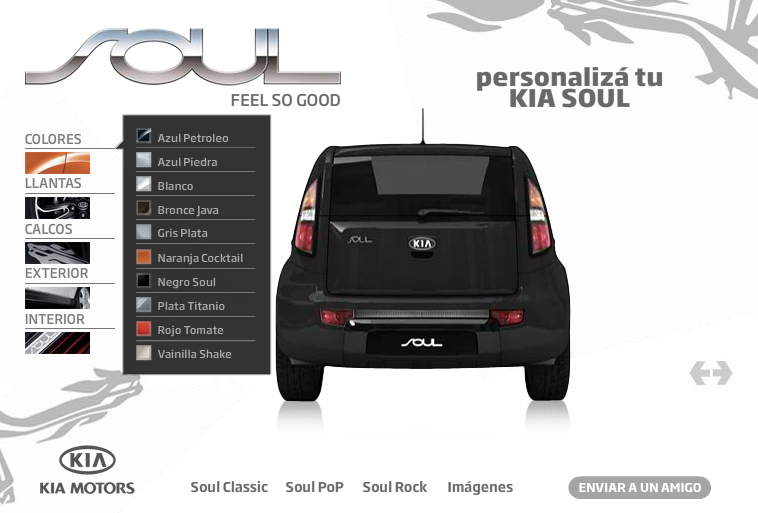 SOUL
FEEL SO GOOD
personalizá tu
KIA SOUL
COLORES
LLANTAS
CALCOS
EXTERIOR
INTERIOR
Azul Petroleo
Azul Piedra
Blanco
Bronce Java
Gris Plata
Naranja Cocktail
Negro Soul
Plata Titanio
Rojo Tomate
Vainilla Shake
SOUL
KIA
SOUL
KIA
KIA MOTORS
Soul Classic
Soul PoP
Soul Rock
Imágenes
ENVIAR A UN AMIGO